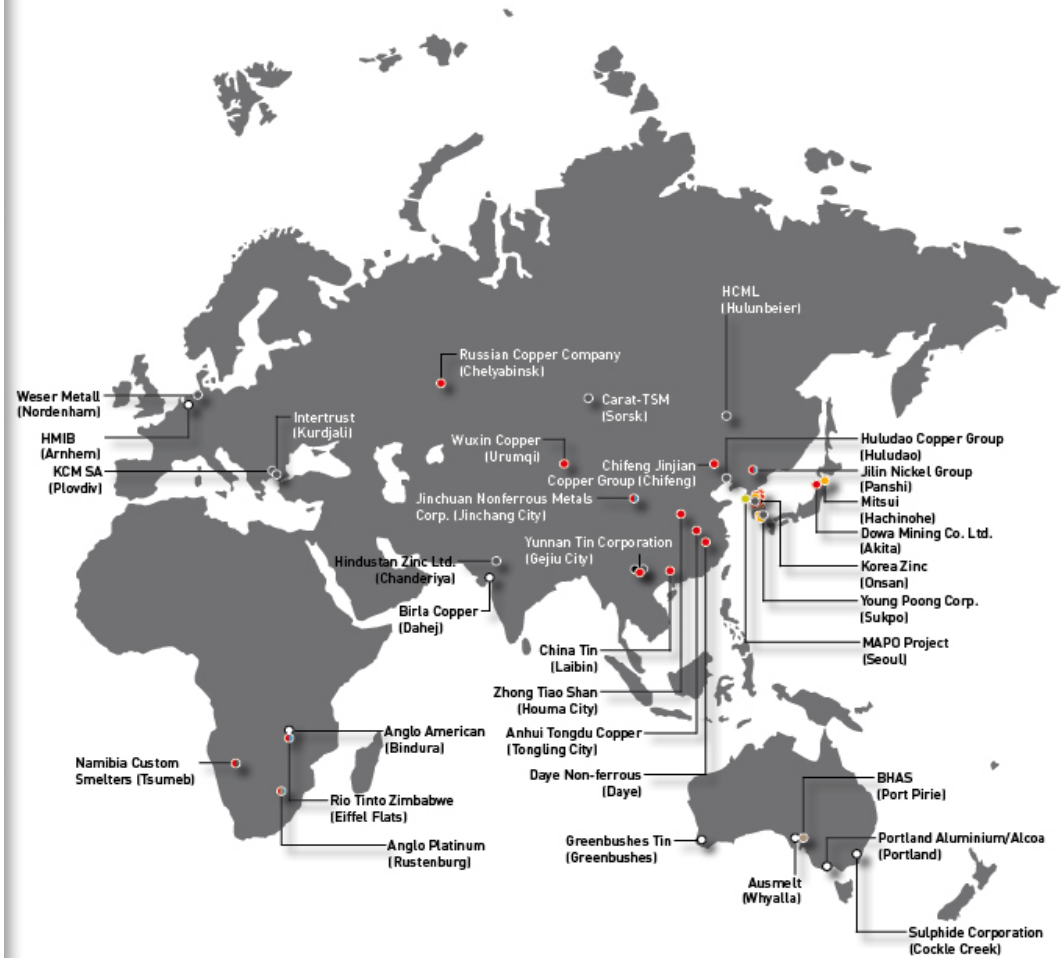 HCML
(Hulunbeier)
Russian Copper Company
(Chelyabinsk)
Weser Metall
(Nordenham)
Carat-TSM
(Sorsk)
Intertrust
(Kurdjali)
HMIB
(Arnhem)
Wuxin Copper
(Urumqi)
Huludao Copper Group
(Huludao)
KCM SA
(Plovdiv)
Chifeng Jinjian
Copper Group (Chifeng)
Jilin Nickel Group
(Panshi)
Jinchuan Nonferrous Metals
Corp. (Jinchang City)
Mitsui
(Hachinohe)
Dowa Mining Co. Ltd.
(Akita)
Yunnan Tin Corporation
(Gejiu City)
Hindustan Zinc Ltd.
(Chanderiya)
Korea Zinc
(Onsan)
Birla Copper
(Dahej)
Young Poong Corp.
(Sukpo)
China Tin
(Laibin)
MAPO Project
(Seoul)
Zhong Tiao Shan
(Houma City)
Anglo American
(Bindura)
Anhui Tongdu Copper
(Tongling City)
Namibia Custom
Smelters (Tsumeb)
Daye Non-ferrous
(Daye)
BHAS
(Port Pirie)
Rio Tinto Zimbabwe
(Eiffel Flats)
Anglo Platinum
(Rustenburg)
Greenbushes Tin
(Greenbushes)
Portland Aluminium/Alcoa
(Portland)
Ausmelt
(Whyalla)
Sulphide Corporation
(Cockle Creek)